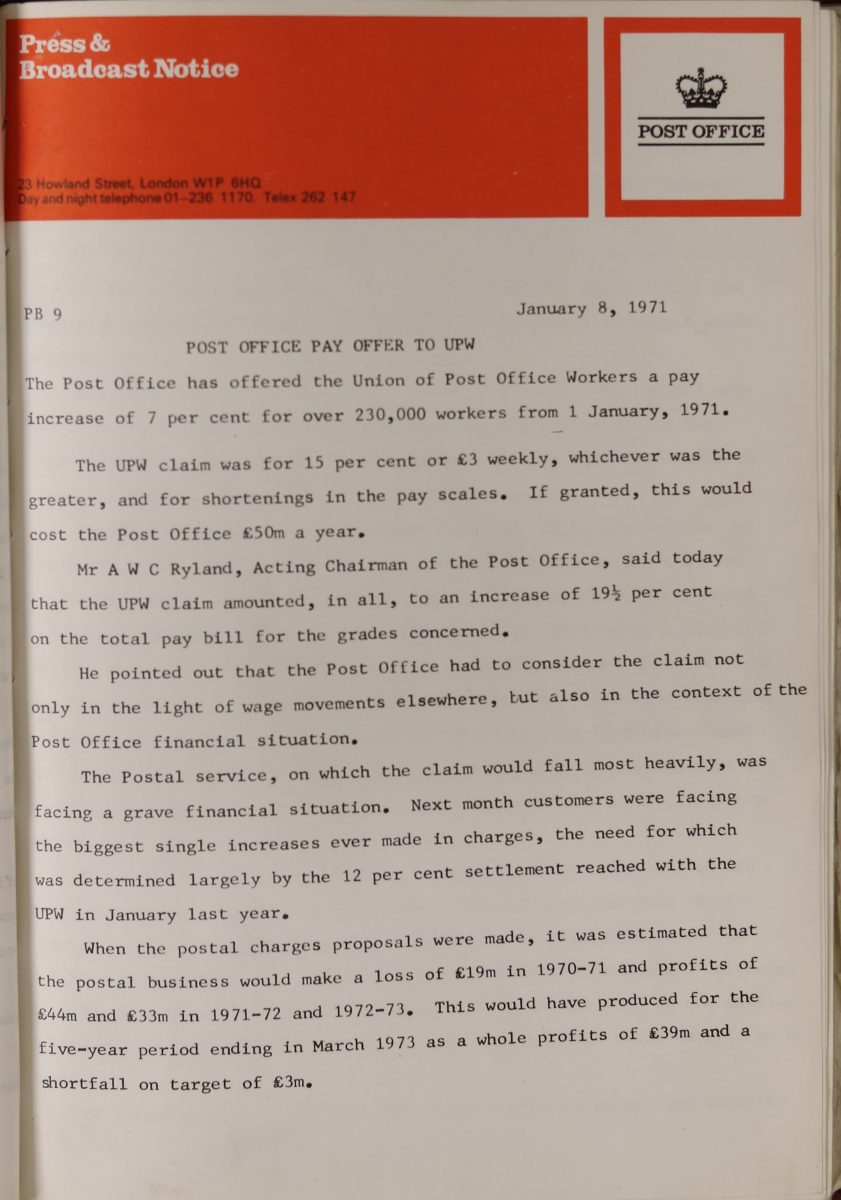 Press &
Broadcast Notice
POST OFFICE
23 Howland Street, London W1P 6HQ
Day and night telephone 01-236 1170. Telex 262 147
PB 9
January 8, 1971
POST OFFICE PAY OFFER TO UPW
The Post Office has offered the Union of Post Office Workers a pay
increase of 7 per cent for over 230,000 workers from 1 January, 1971.
The UPW claim was for 15 per cent or £3 weekly, whichever was the
greater, and for shortenings in the pay scales. If granted, this would
cost the Post Office £50m a year.
Mr A W C Ryland, Acting Chairman of the Post Office, said today
that the UPW claim amounted, in all, to an increase of 19½ per cent
on the total pay bill for the grades concerned.
He pointed out that the Post Office had to consider the claim not
only in the light of wage movements elsewhere, but also in the context of the
Post Office financial situation.
The Postal service, on which the claim would fall most heavily, was
facing a grave financial situation. Next month customers were facing
the biggest single increases ever made in charges, the need for which
was determined largely by the 12 per cent settlement reached with the
UPW in January last year.
When the postal charges proposals were made, it was estimated that
the postal business would make a loss of £19m in 1970-71 and profits of
£44m and £33m in 1971-72 and 1972-73. This would have produced for the
five-year period ending in March 1973 as a whole profits of £39m and a
shortfall on target of £3m.